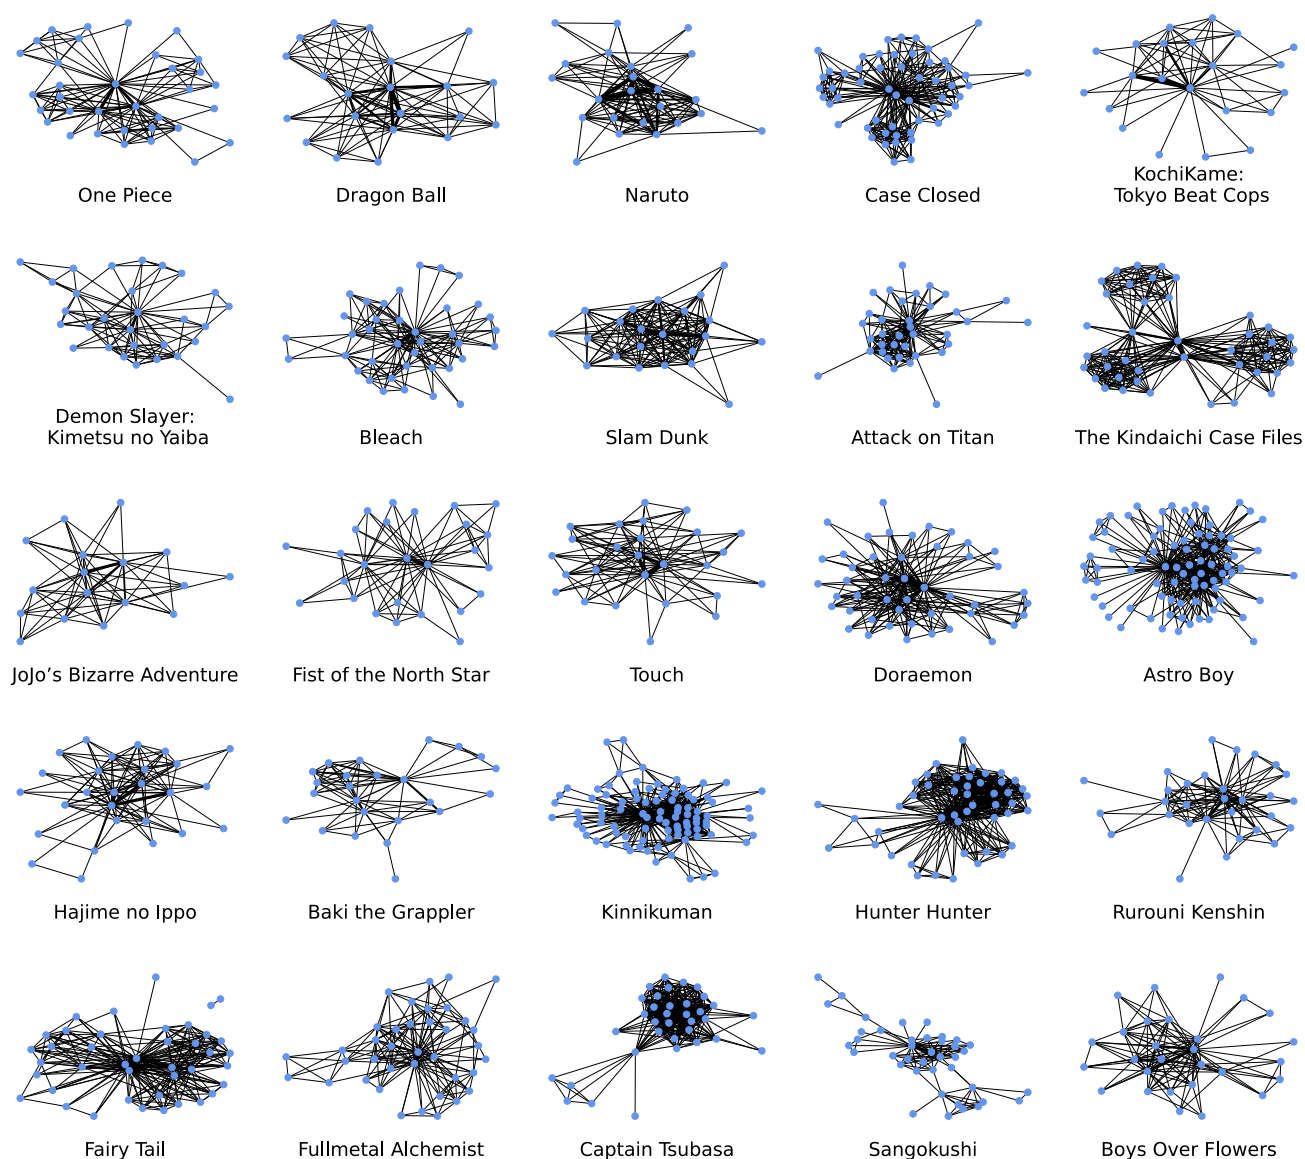 One Piece
Dragon Ball
Naruto
Case Closed
KochiKame:
Tokyo Beat Cops
Demon Slayer:
Kimetsu no Yaiba
Bleach
Slam Dunk
Attack on Titan
The Kindaichi Case Files
JoJo’s Bizarre Adventure
Fist of the North Star
Touch
Doraemon
Astro Boy
Hajime no Ippo
Baki the Grappler
Kinnikuman
Hunter Hunter
Rurouni Kenshin
Fairy Tail
Fullmetal Alchemist
Captain Tsubasa
Sangokushi
Boys Over Flowers